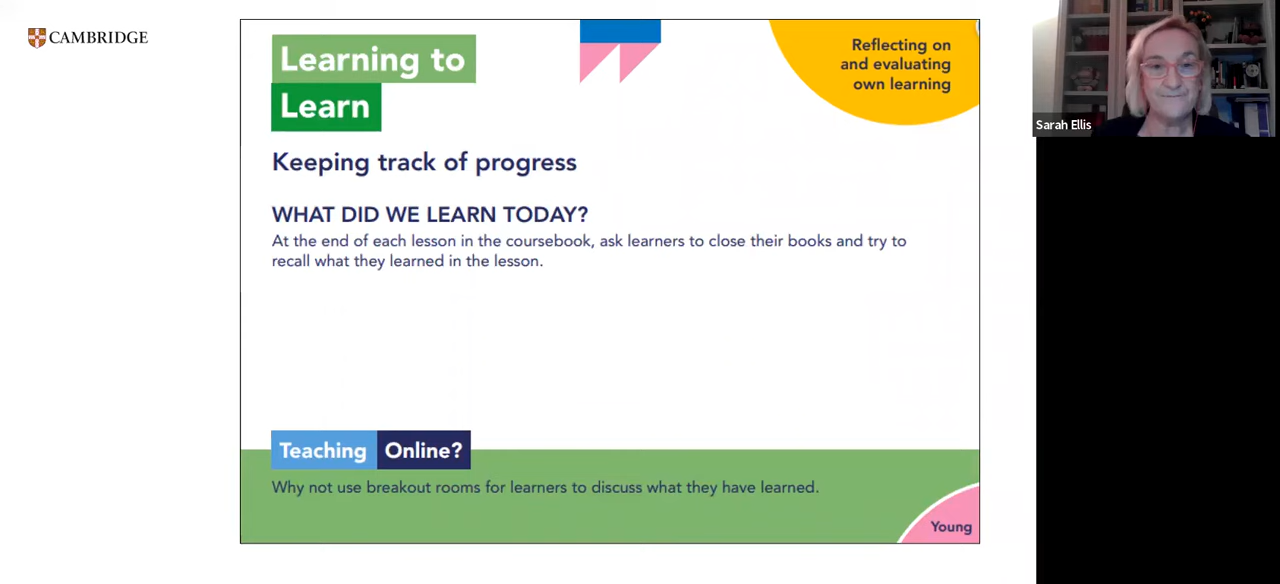 CAMBRIDGE
Learning to
Learn
Reflecting on
and evaluating
own learning
Sarah Ellis
Keeping track of progress
WHAT DID WE LEARN TODAY?
At the end of each lesson in the coursebook, ask learners to close their books and try to
recall what they learned in the lesson.
Teaching Online?
Why not use breakout rooms for learners to discuss what they have learned.
Young